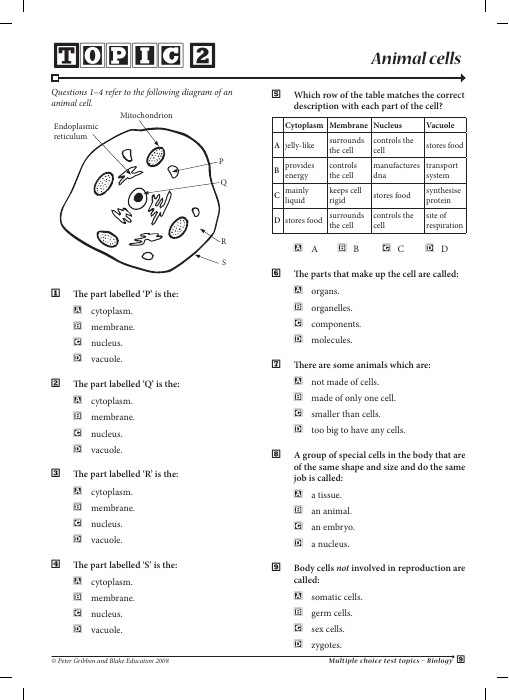 TOPIC 2
Animal cells
Questions 1–4 refer to the following diagram of an
animal cell.
Mitochondrion
Endoplasmic
reticulum
P
Q
R
S
1 The part labelled ‘P’ is the:
A cytoplasm.
B membrane.
C nucleus.
D vacuole.
2 The part labelled ‘Q’ is the:
A cytoplasm.
B membrane.
C nucleus.
D vacuole.
3 The part labelled ‘R’ is the:
A cytoplasm.
B membrane.
C nucleus.
D vacuole.
4 The part labelled ‘S’ is the:
A cytoplasm.
B membrane.
C nucleus.
D vacuole.
5 Which row of the table matches the correct
description with each part of the cell?
Cytoplasm Membrane Nucleus Vacuole
A jelly-like surrounds the cell controls the cell stores food
B provides energy controls the cell manufactures dna transport system
C mainly liquid keeps cell rigid stores food synthesise protein
D stores food surrounds the cell controls the cell site of respiration
A A B B C C D D
6 The parts that make up the cell are called:
A organs.
B organelles.
C components.
D molecules.
7 There are some animals which are:
A not made of cells.
B made of only one cell.
C smaller than cells.
D too big to have any cells.
8 A group of special cells in the body that are
of the same shape and size and do the same
job is called:
A a tissue.
B an animal.
C an embryo.
D a nucleus.
9 Body cells not involved in reproduction are
called:
A somatic cells.
B germ cells.
C sex cells.
D zygotes.
© Peter Gribben and Blake Education 2008
Multiple choice test topics – Biology 9